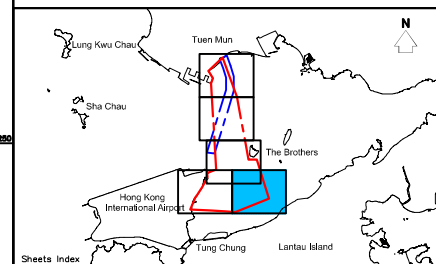 N
Tuen Mun
Lung Kwu Chau
Sha Chau
250
The Brothers
Hong Kong
International Airport
Tung Chung
Lantau Island
Sheets Index